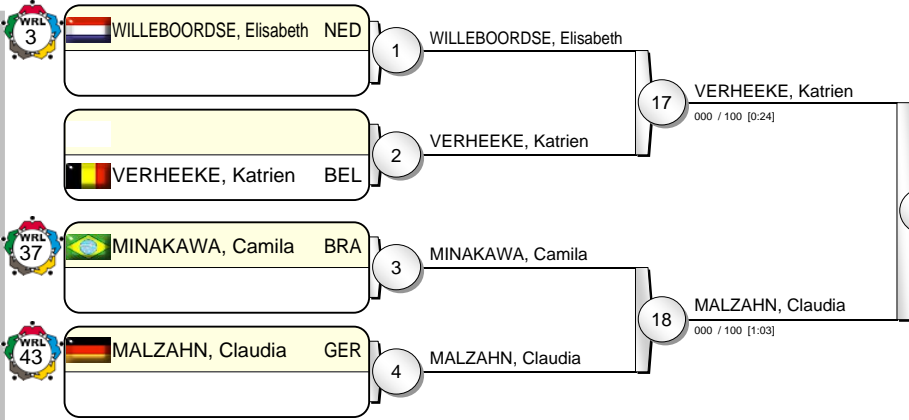 WRL
3
WILLEBOORDSE, Elisabeth NED
1
WILLEBOORDSE, Elisabeth
17
VERHEEKE, Katrien
000 / 100 [0:24]
2
VERHEEKE, Katrien
VERHEEKE, Katrien BEL
WRL
37
MINAKAWA, Camila BRA
3
MINAKAWA, Camila
18
MALZAHN, Claudia
000 / 100 [1:03]
WRL
43
MALZAHN, Claudia GER
4
MALZAHN, Claudia